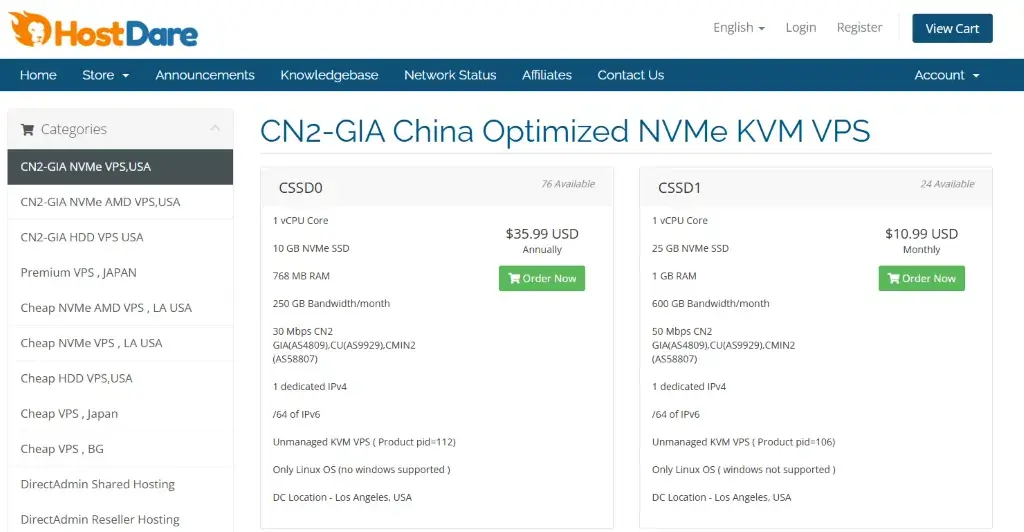 HostDare
English
Login
Register
View Cart
Home
Store
Announcements
Knowledgebase
Network Status
Affiliates
Contact Us
Account
Categories
CN2-GIA NVMe VPS,USA
CN2-GIA NVMe AMD VPS,USA
CN2-GIA HDD VPS USA
Premium VPS , JAPAN
Cheap NVMe AMD VPS , LA USA
Cheap NVMe VPS , LA USA
Cheap HDD VPS,USA
Cheap VPS , Japan
Cheap VPS , BG
DirectAdmin Shared Hosting
DirectAdmin Reseller Hosting
CN2-GIA China Optimized NVMe KVM VPS
CSSD0
76 Available
1 vCPU Core
10 GB NVMe SSD
768 MB RAM
250 GB Bandwidth/month
30 Mbps CN2
GIA(AS4809),CU(AS9929),CMIN2
(AS58807)
1 dedicated IPv4
/64 of IPv6
Unmanaged KVM VPS ( Product pid=112)
Only Linux OS (no windows supported )
DC Location - Los Angeles, USA
$35.99 USD
Annually
Order Now
CSSD1
24 Available
1 vCPU Core
25 GB NVMe SSD
1 GB RAM
600 GB Bandwidth/month
50 Mbps CN2
GIA(AS4809),CU(AS9929),CMIN2
(AS58807)
1 dedicated IPv4
/64 of IPv6
Unmanaged KVM VPS ( Product pid=106)
Only Linux OS ( windows not supported )
DC Location - Los Angeles, USA
$10.99 USD
Monthly
Order Now